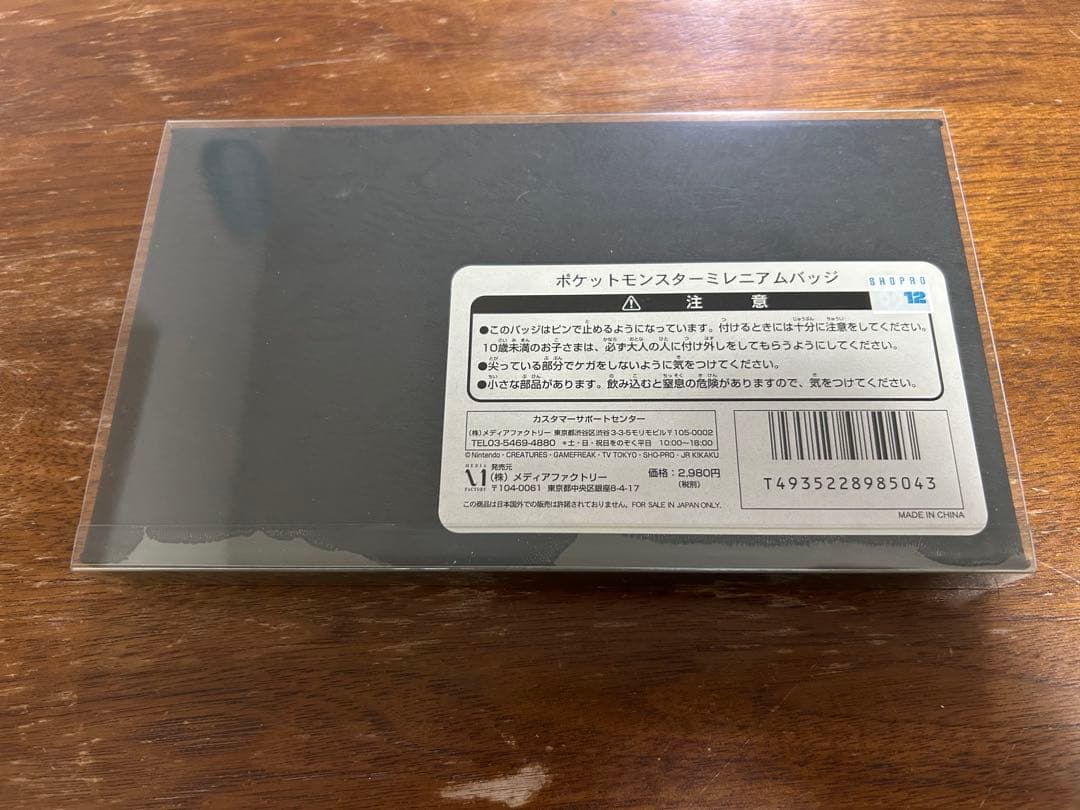 ポケットモンスターミレニアムバッジ
SHOPRO
12
注意
●このバッジはピンで止めるようになっています。付けるときには十分に注意をしてください。
10歳未満のお子さまは、必ず大人の人に付け外しをしてもらうようにしてください。
●尖っている部分でケガをしないように気をつけてください。
●小さな部品があります。飲み込むと窒息の危険がありますので、気をつけてください。
カスタマーサポートセンター
(株)メディアファクトリー 東京都渋谷区渋谷3-3-5モリモビル〒105-0002
TEL03-5469-4880 *土・日・祝日をのぞく平日 10:00~18:00
©Nintendo・CREATURES・GAMEFREAK・TV TOKYO・SHO-PRO・JR KIKAKU
MEDIA FACTORY
発売元
(株)メディアファクトリー
〒104-0061 東京都中央区銀座8-4-17
価格:2,980円
(税別)
この商品は日本国外での販売は許諾されておりません。FOR SALE IN JAPAN ONLY.
T4935228985043
MADE IN CHINA